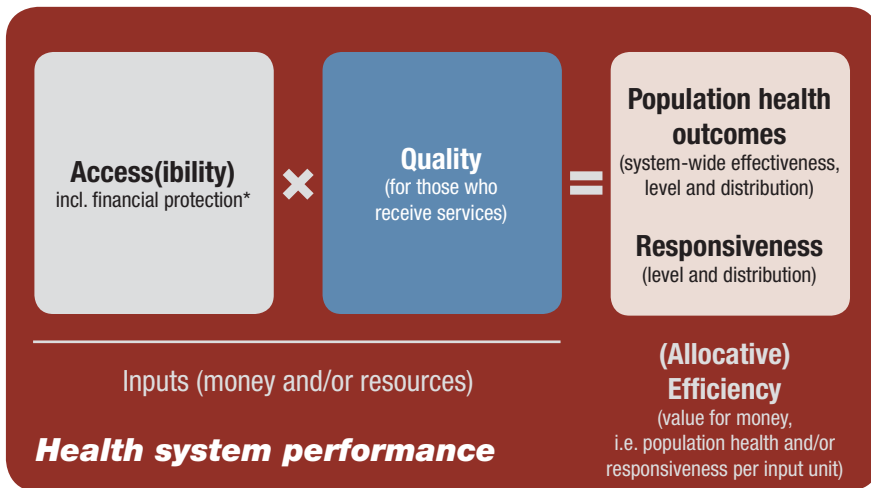 Access(ibility)
incl. financial protection*
×
Quality
(for those who
receive services)
=
Population health
outcomes
(system-wide effectiveness,
level and distribution)
Responsiveness
(level and distribution)
Inputs (money and/or resources)
(Allocative)
Efficiency
(value for money,
i.e. population health and/or
responsiveness per input unit)
Health system performance